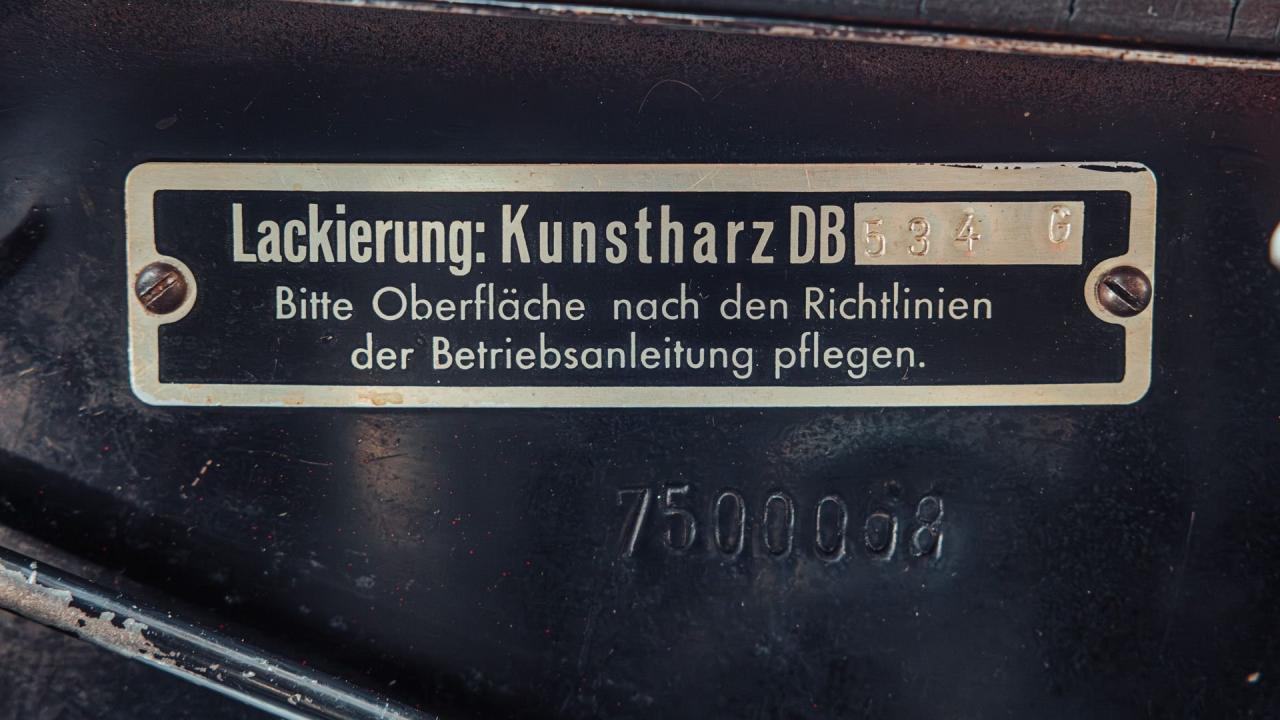 Lackierung: Kunstharz DB 534 G
Bitte Oberfläche nach den Richtlinien
der Betriebsanleitung pflegen.
7500068